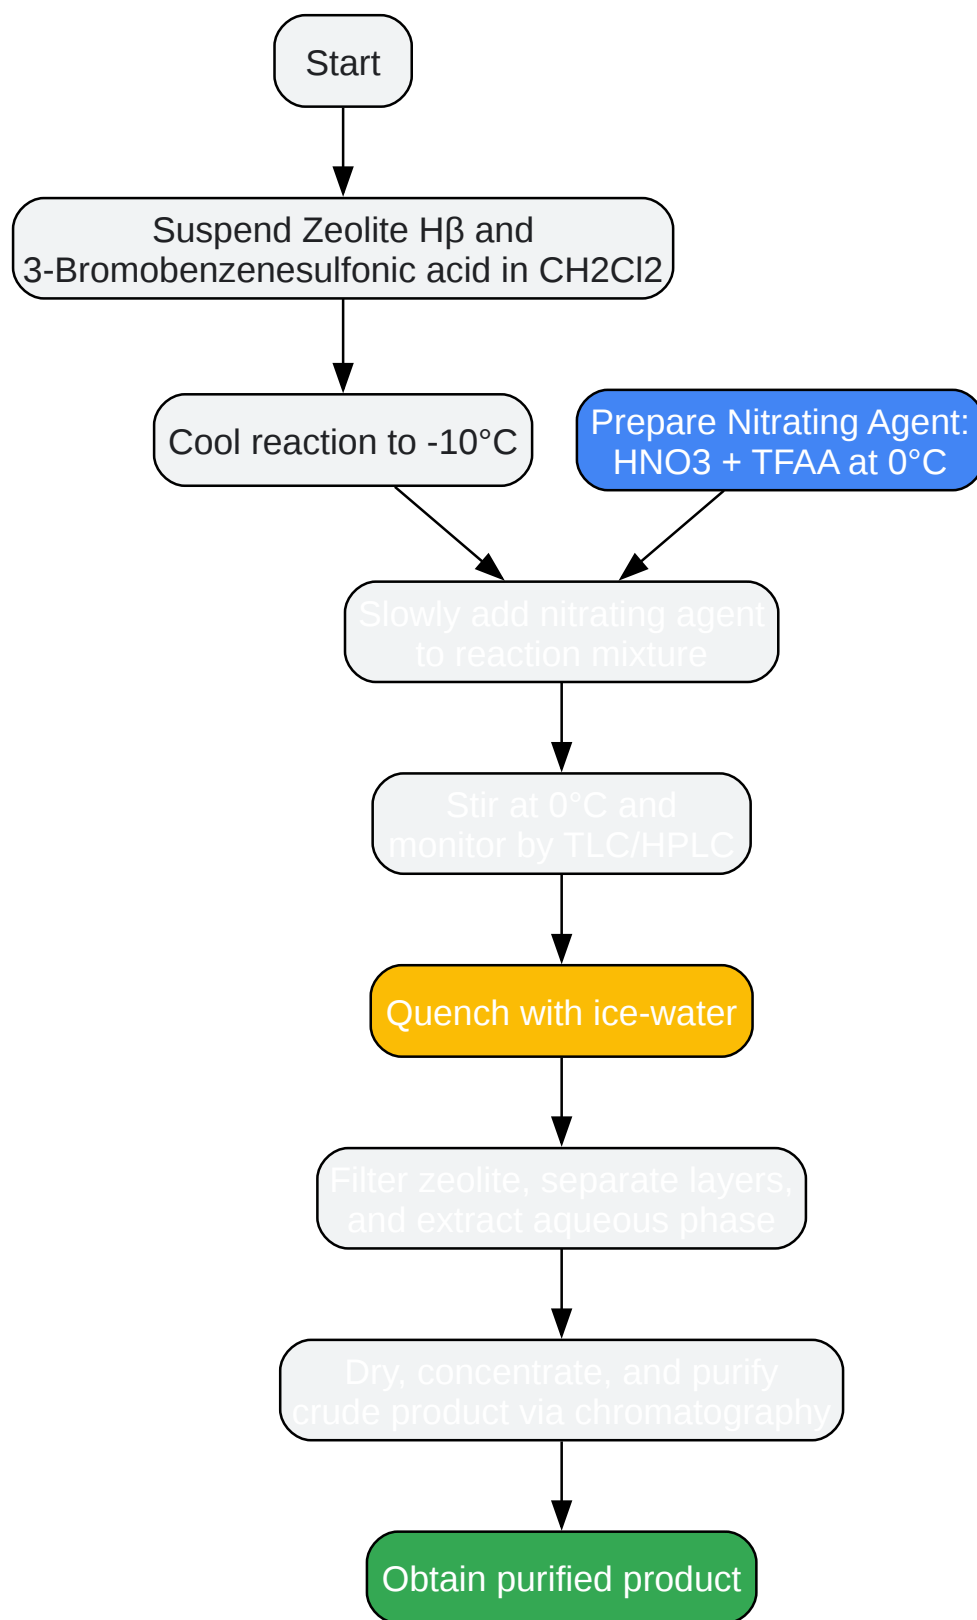 Start
Suspend Zeolite Hβ and
3-Bromobenzenesulfonic acid in CH2Cl2
Cool reaction to -10°C
Prepare Nitrating Agent:
HNO3 + TFAA at 0°C
Slowly add nitrating agent
to reaction mixture
Stir at 0°C and
monitor by TLC/HPLC
Quench with ice-water
Filter zeolite, separate layers,
and extract aqueous phase
Dry, concentrate, and purify
crude product via chromatography
Obtain purified product